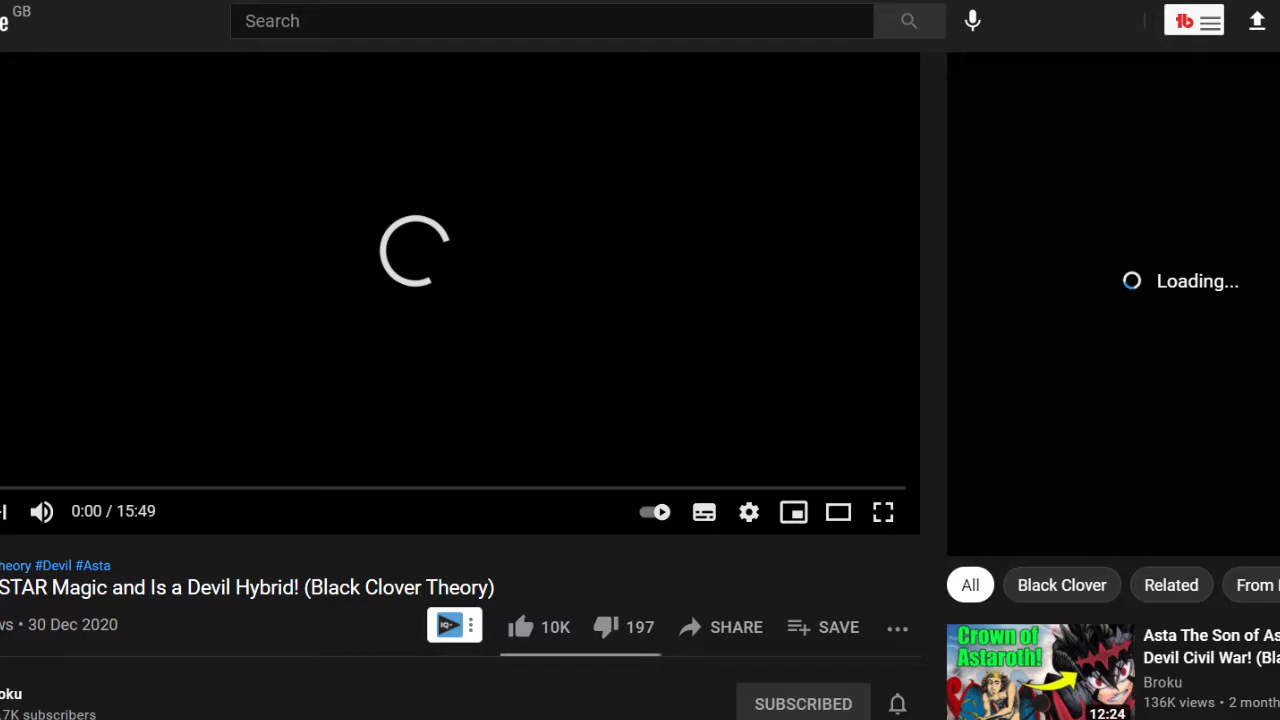 e GB
Search
Loading...
0:00 / 15:49
heory #Devil #Asta
STAR Magic and Is a Devil Hybrid! (Black Clover Theory)
ws • 30 Dec 2020
10K
197
SHARE
SAVE
oku
.7K subscribers
SUBSCRIBED
All
Black Clover
Related
From
Crown of
Astaroth!
12:24
Asta The Son of As
Devil Civil War! (Bla
Broku
136K views • 2 month